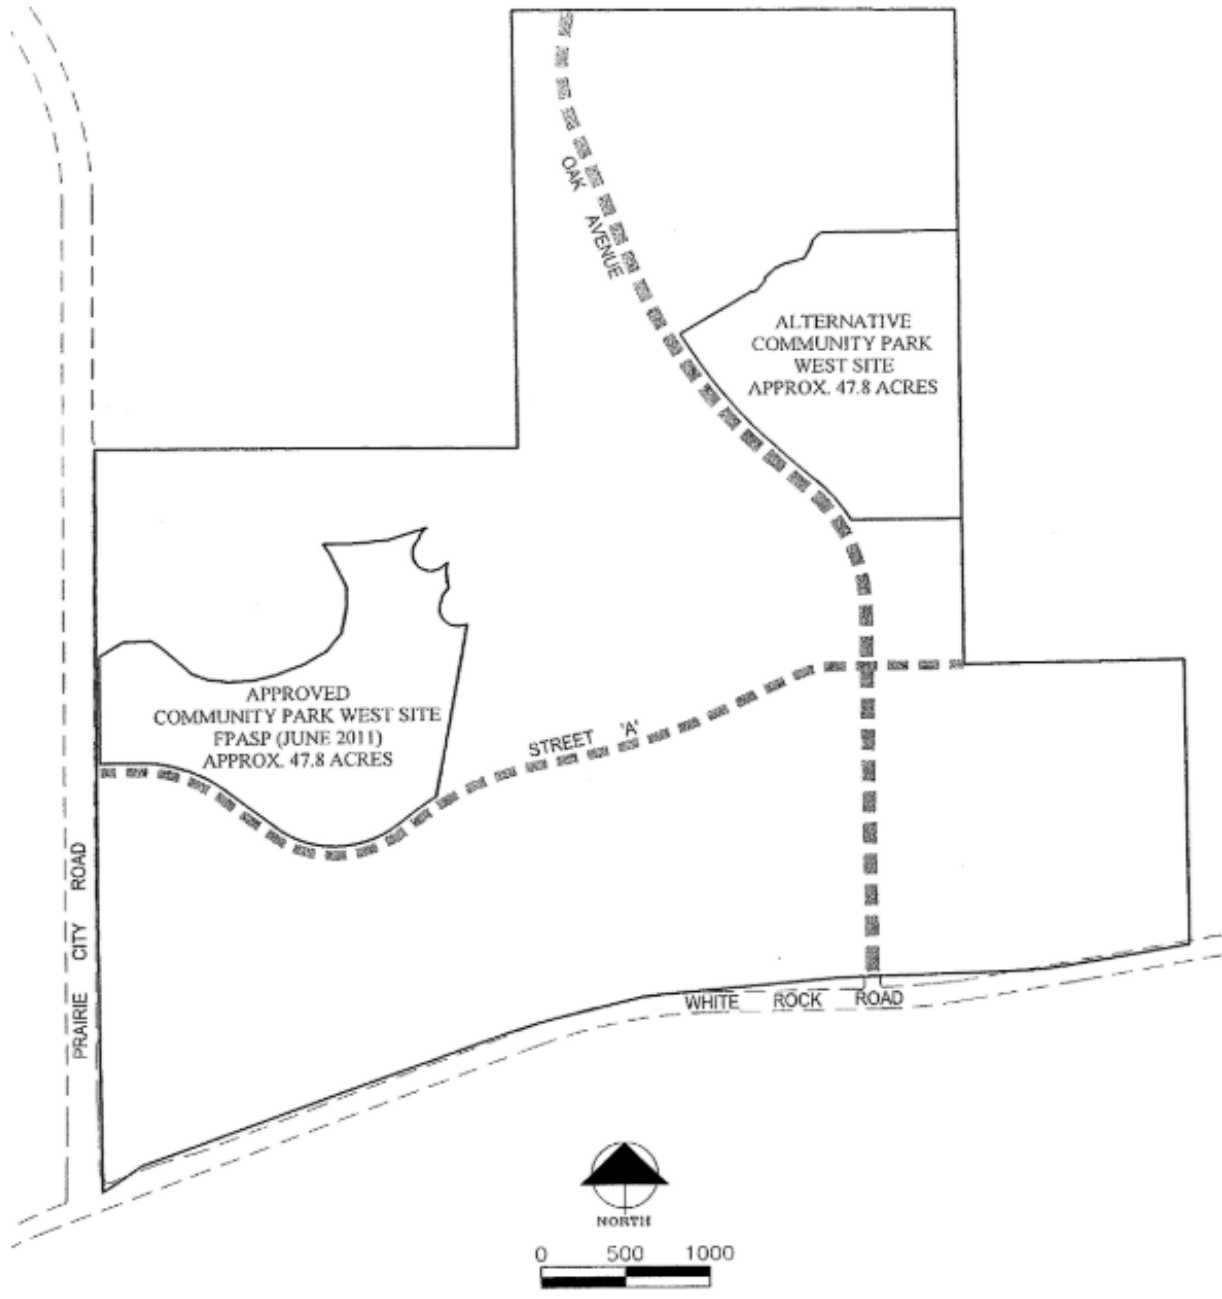 OAK AVENUE
ALTERNATIVE
COMMUNITY PARK
WEST SITE
APPROX. 47.8 ACRES
APPROVED
COMMUNITY PARK WEST SITE
FPASP (JUNE 2011)
APPROX. 47.8 ACRES
STREET 'A'
PRAIRIE CITY ROAD
WHITE ROCK ROAD
NORTH
0 500 1000